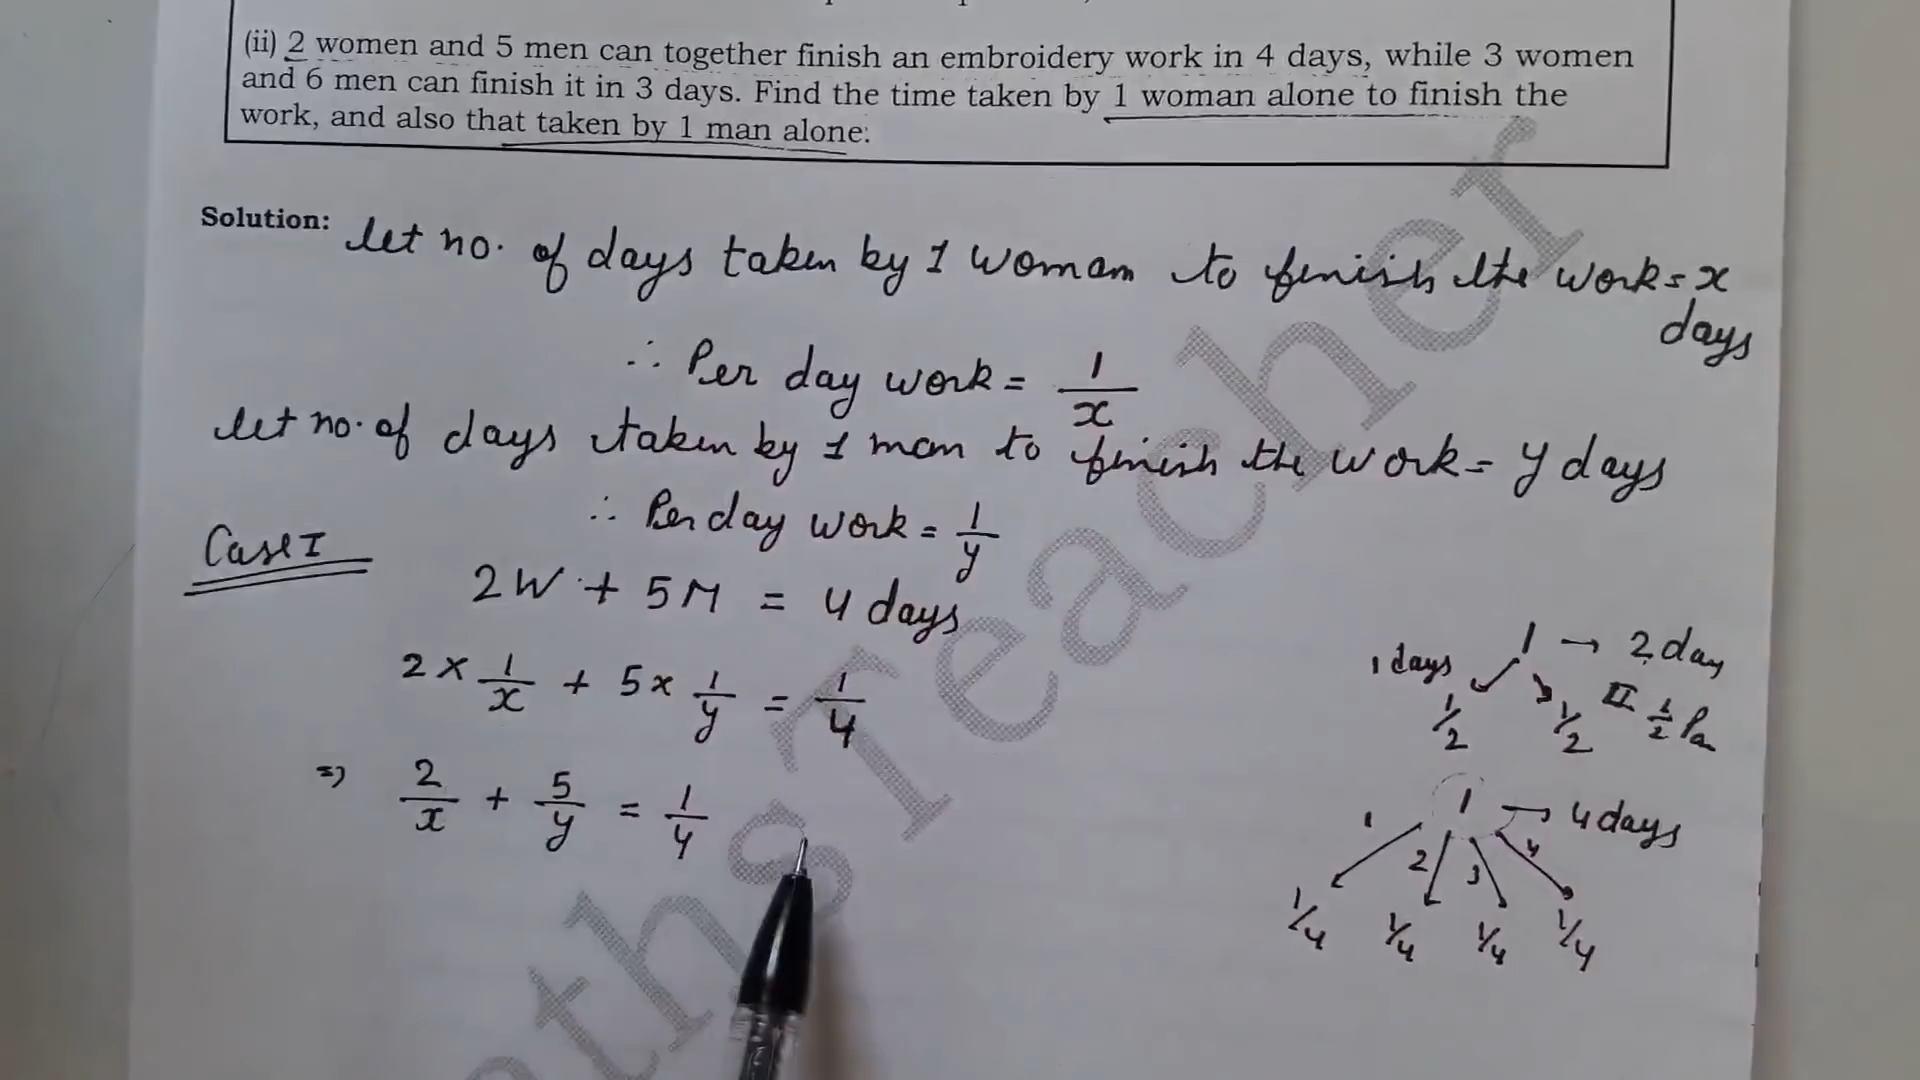 (ii) 2 women and 5 men can together finish an embroidery work in 4 days, while 3 women
and 6 men can finish it in 3 days. Find the time taken by 1 woman alone to finish the
work, and also that taken by 1 man alone:
Solution: let no. of days taken by 1 woman to finish the work = x
days
∴ Per day work = 1/x
let no. of days taken by 1 man to finish the work = y days
∴ Per day work = 1/y
Case I
2W + 5M = 4 days
2 × 1/x + 5 × 1/y = 1/4
⇒ 2/x + 5/y = 1/4
1 → 2 day
1 days
II
1/2 1/2 1/2
1 → 4 days
1 2 3 4
1/4 1/4 1/4 1/4
Teacher